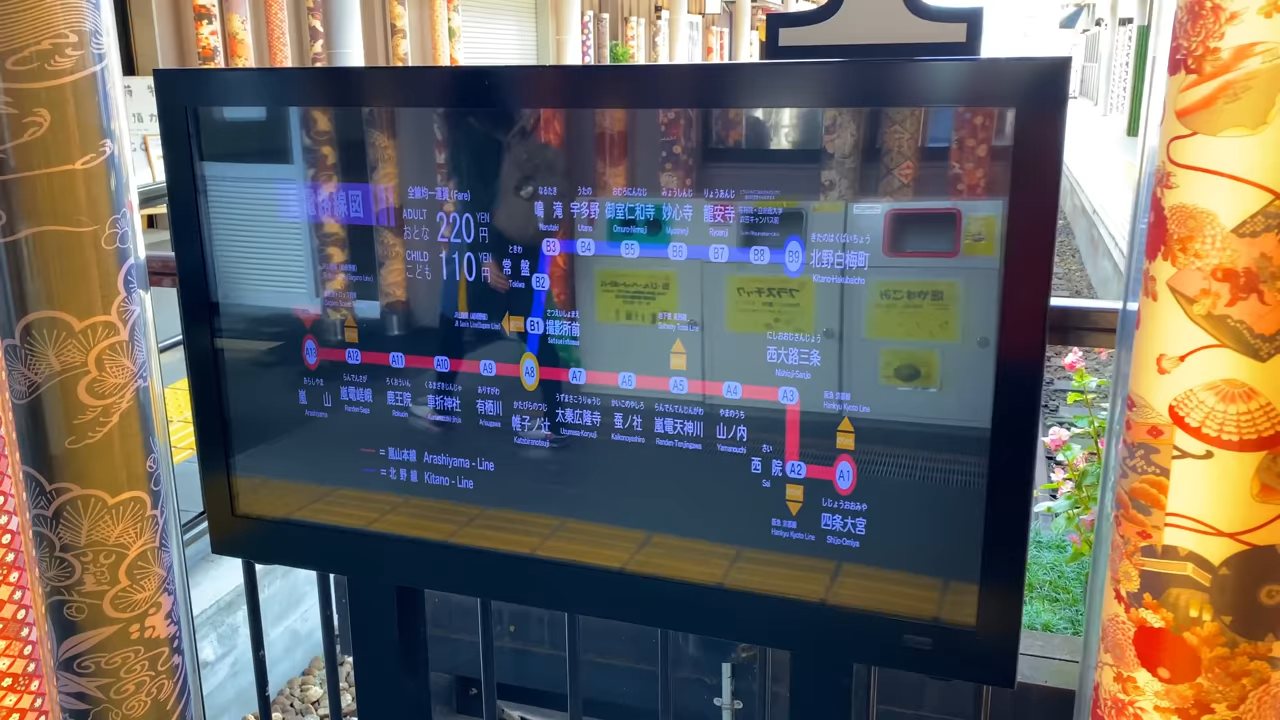 線図
全線均一運賃(Fare)
ADULT
おとな
220
YEN
円
CHILD
こども
110
YEN
円
なるたき
鳴 滝
Narutaki
うたの
宇多野
Utano
おむろにんなじ
御室仁和寺
Omuro-Ninnaji
みょうしんじ
妙心寺
Myoshinji
りょうあんじ
龍安寺
Ryoanji
B3
B4
B5
B6
B7
B8
B9
きたのはくばいちょう
北野白梅町
Kitano-Hakubaicho
ときわ
常 盤
Tokiwa
B2
B1
さつえいしょまえ
撮影所前
Satsueishomae
地下鉄 東西線
Subway Tozai Line
にしおおじさんじょう
西大路三条
Nishioji-Sanjo
A13
A12
A11
A10
A9
A8
A7
A6
A5
A4
A3
あらしやま
嵐 山
Arashiyama
らんでんさが
嵐電嵯峨
Randen-Saga
ろくおういん
鹿王院
Rokuoin
くるまざきじんじゃ
車折神社
Kurumazaki-Jinja
ありすがわ
有栖川
Arisugawa
かたびらのつじ
帷子ノ辻
Katabiranotsuji
うずまさこうりゅうじ
太秦広隆寺
Uzumasa-Koryuji
かいこのやしろ
蚕ノ社
Kaikonoyashiro
らんでんてんじんがわ
嵐電天神川
Randen-Tenjingawa
やまのうち
山ノ内
Yamanouchi
阪急 京都線
Hankyu Kyoto Line
さい
西 院
Sai
A2
A1
阪急 京都線
Hankyu Kyoto Line
しじょうおおみや
四条大宮
Shijo-Omiya
＝嵐山本線 Arashiyama - Line
＝北 野 線 Kitano - Line